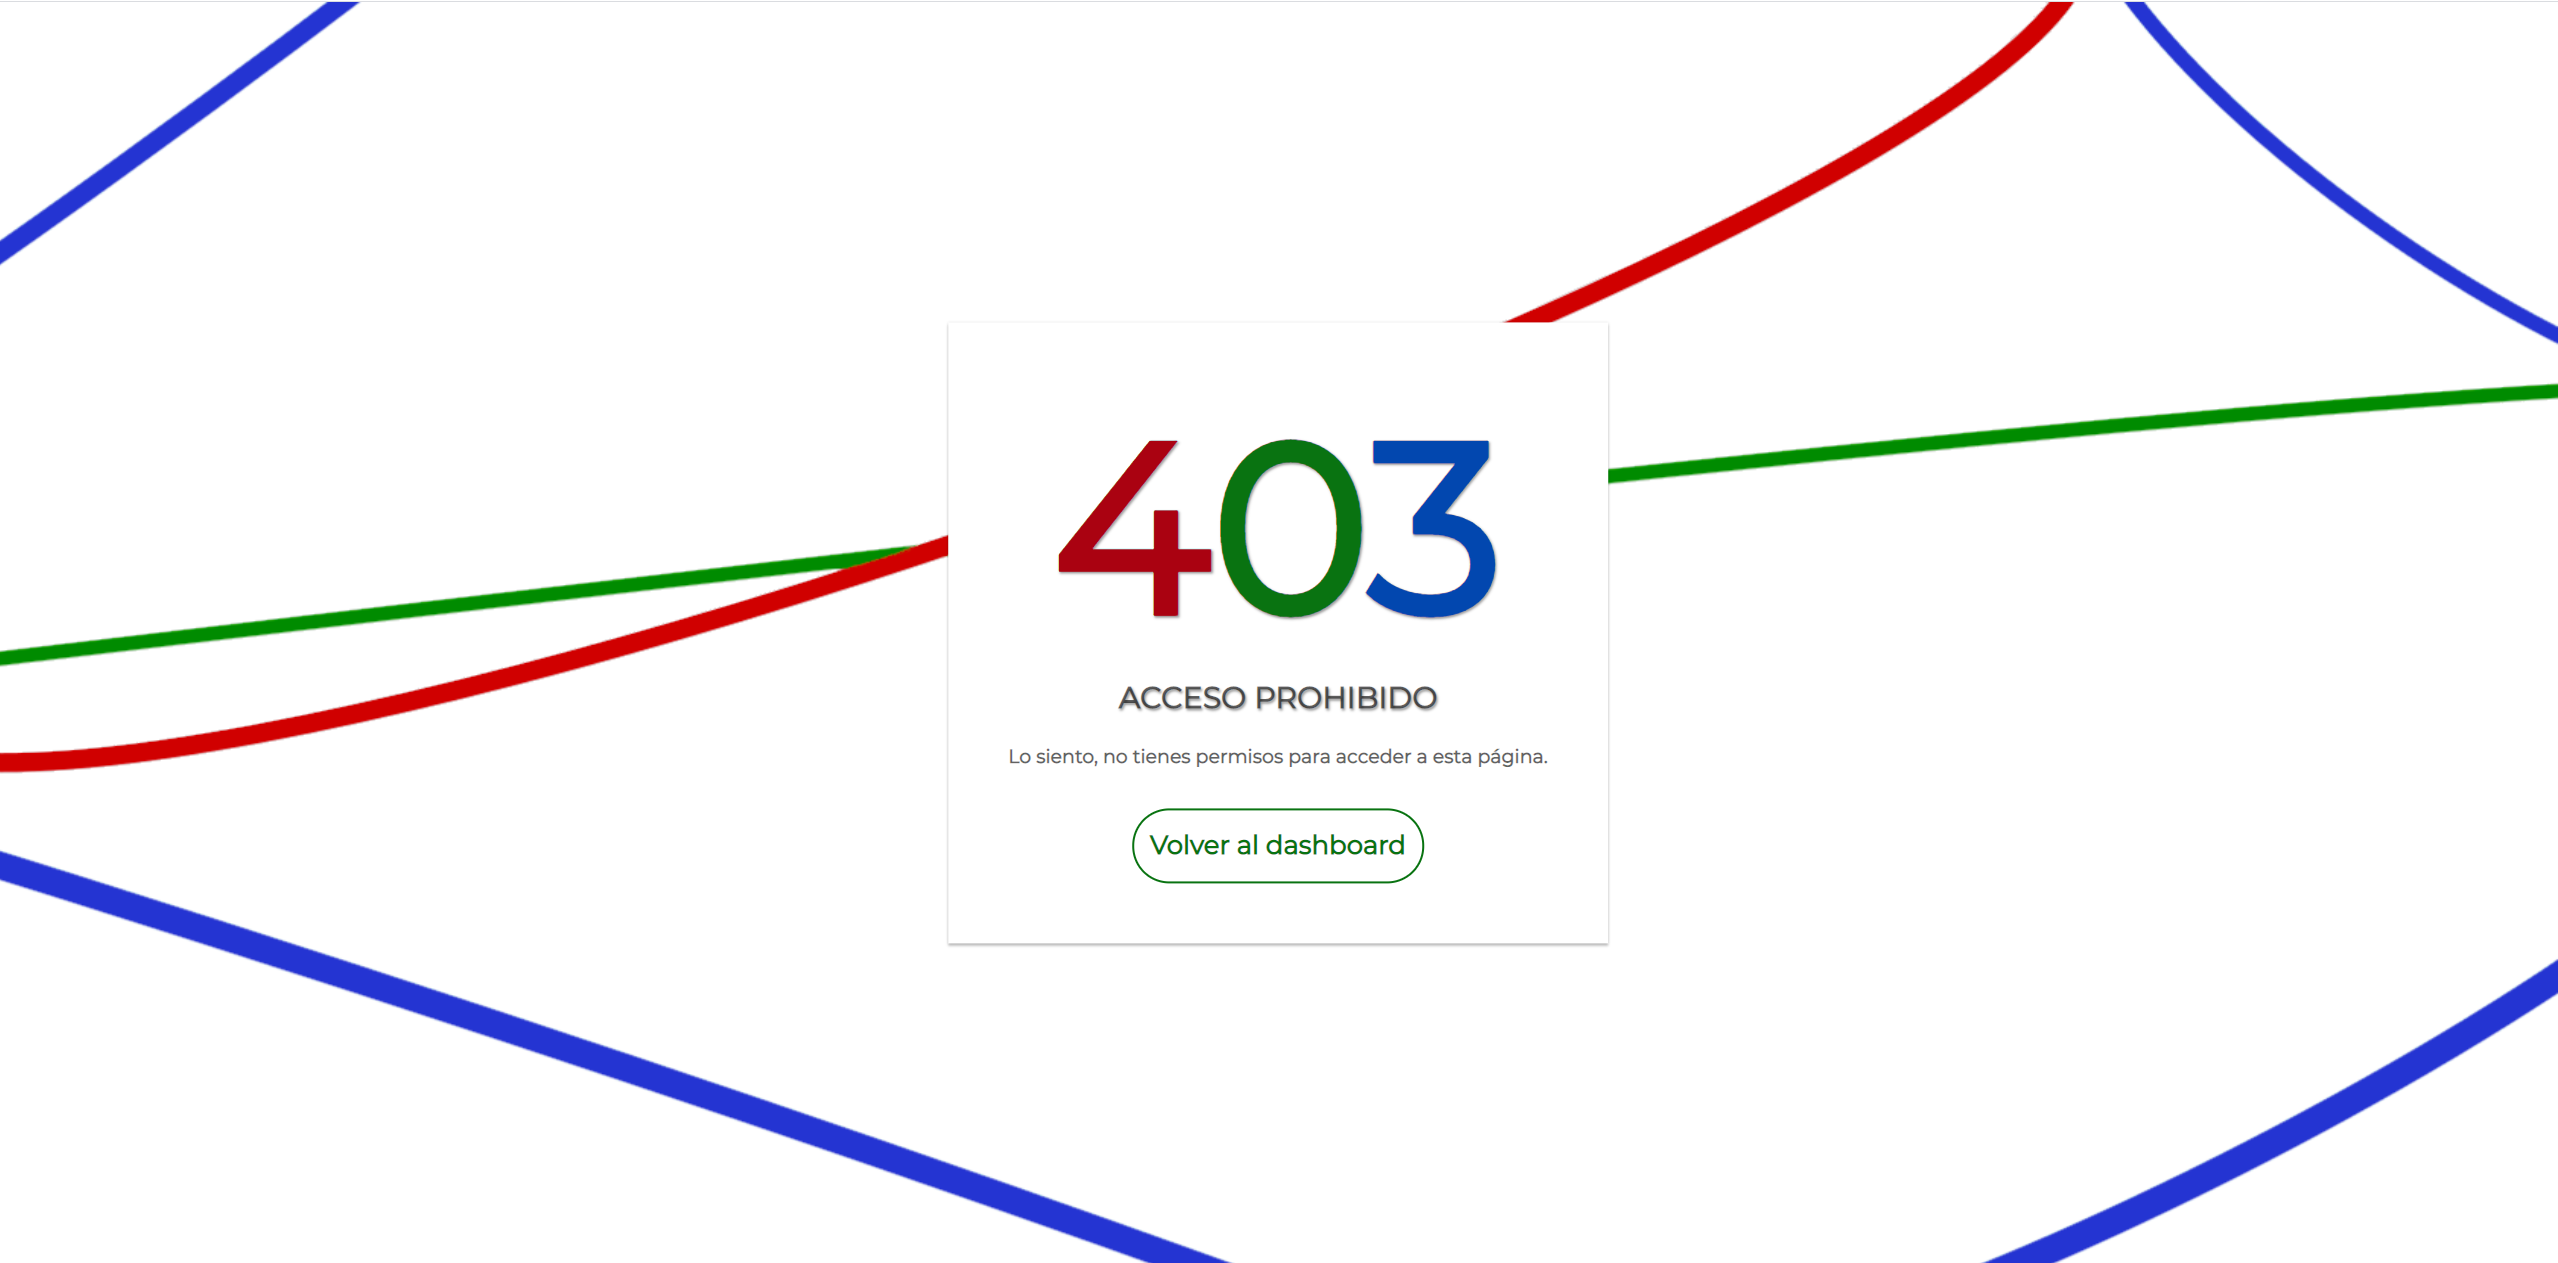 403
ACCESO PROHIBIDO
Lo siento, no tienes permisos para acceder a esta página.
Volver al dashboard